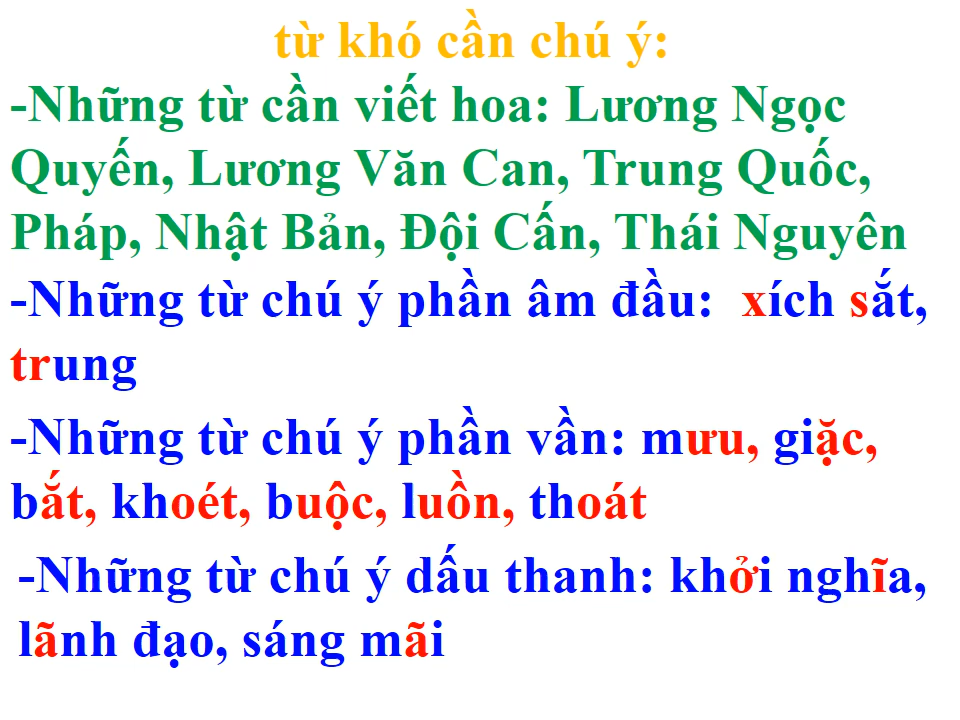 từ khó cần chú ý:
-Những từ cần viết hoa: Lương Ngọc
Quyến, Lương Văn Can, Trung Quốc,
Pháp, Nhật Bản, Đội Cấn, Thái Nguyên
-Những từ chú ý phần âm đầu: xích sắt,
trung
-Những từ chú ý phần vần: mưu, giặc,
bắt, khoét, buộc, luồn, thoát
-Những từ chú ý dấu thanh: khởi nghĩa,
lãnh đạo, sáng mãi